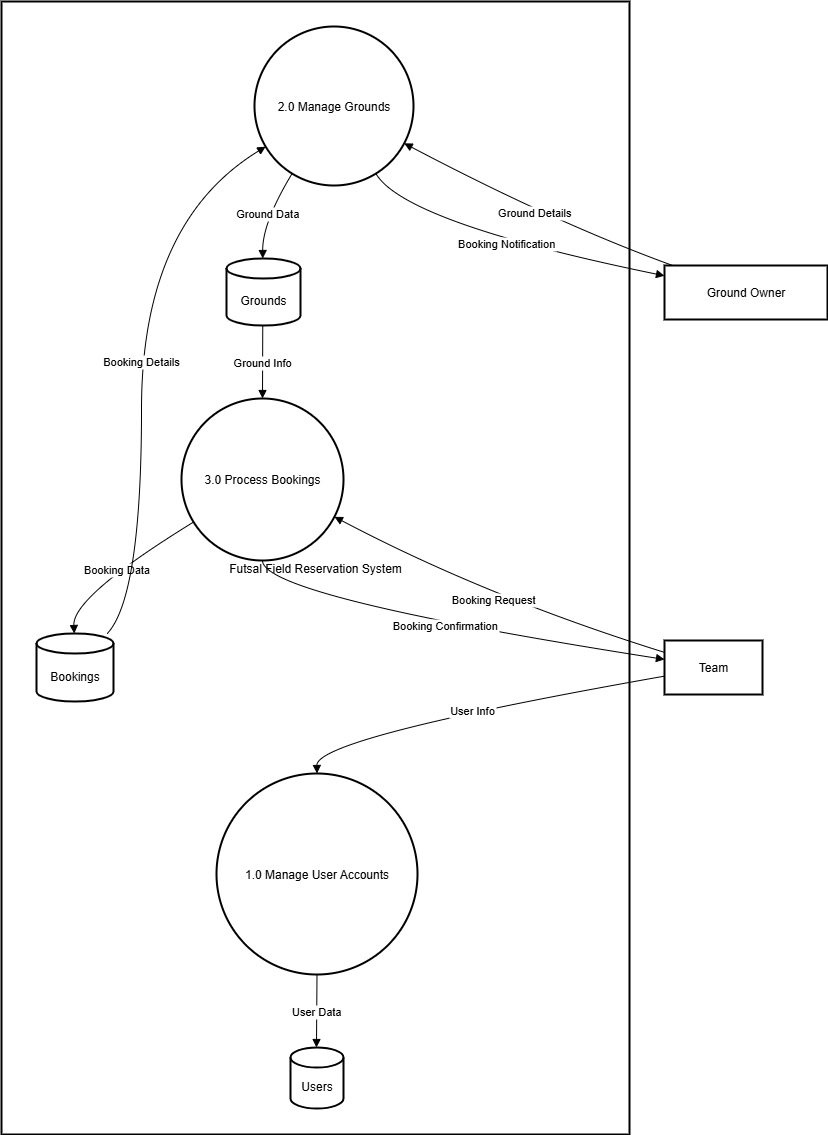 2.0 Manage Grounds
Ground Data
Ground Details
Booking Notification
Ground Owner
Grounds
Booking Details
Ground Info
3.0 Process Bookings
Futsal Field Reservation System
Booking Data
Booking Request
Booking Confirmation
Team
Bookings
User Info
1.0 Manage User Accounts
User Data
Users